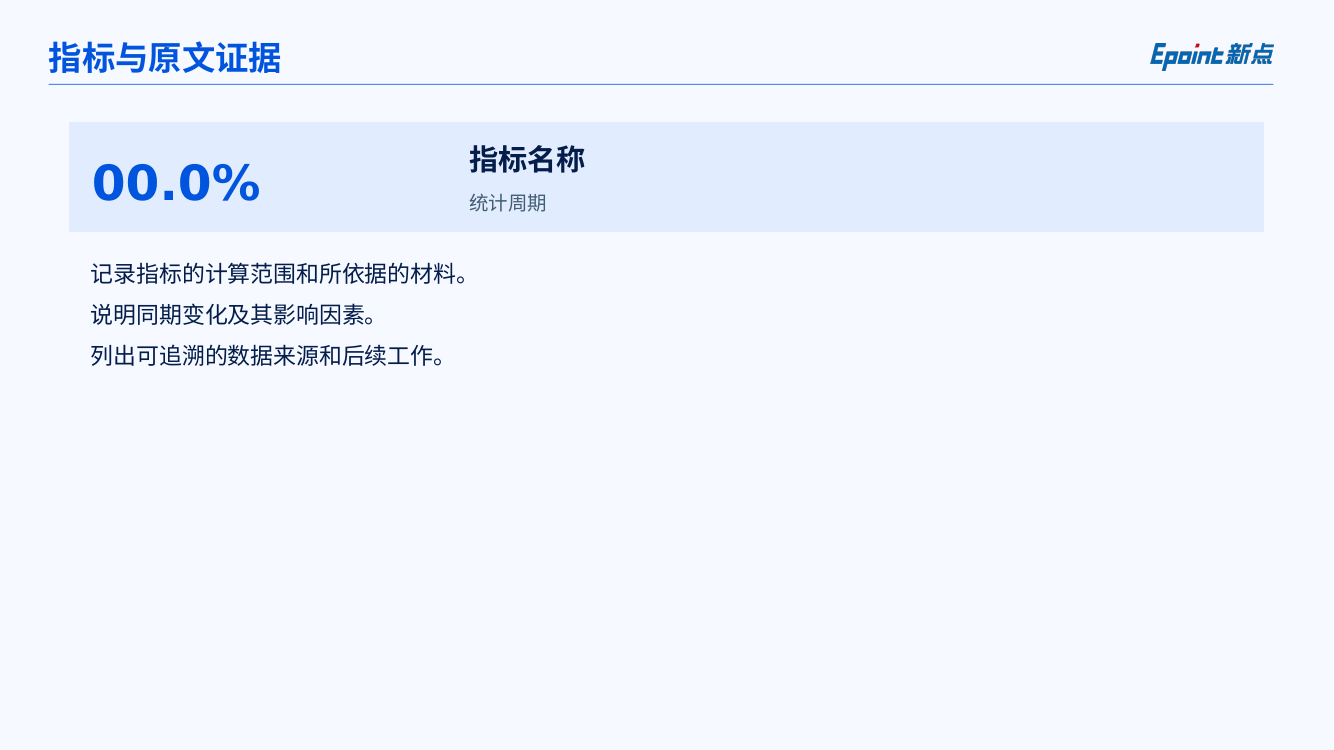 指标与原文证据
Epoint新点
00.0%
指标名称
统计周期
记录指标的计算范围和所依据的材料。
说明同期变化及其影响因素。
列出可追溯的数据来源和后续工作。